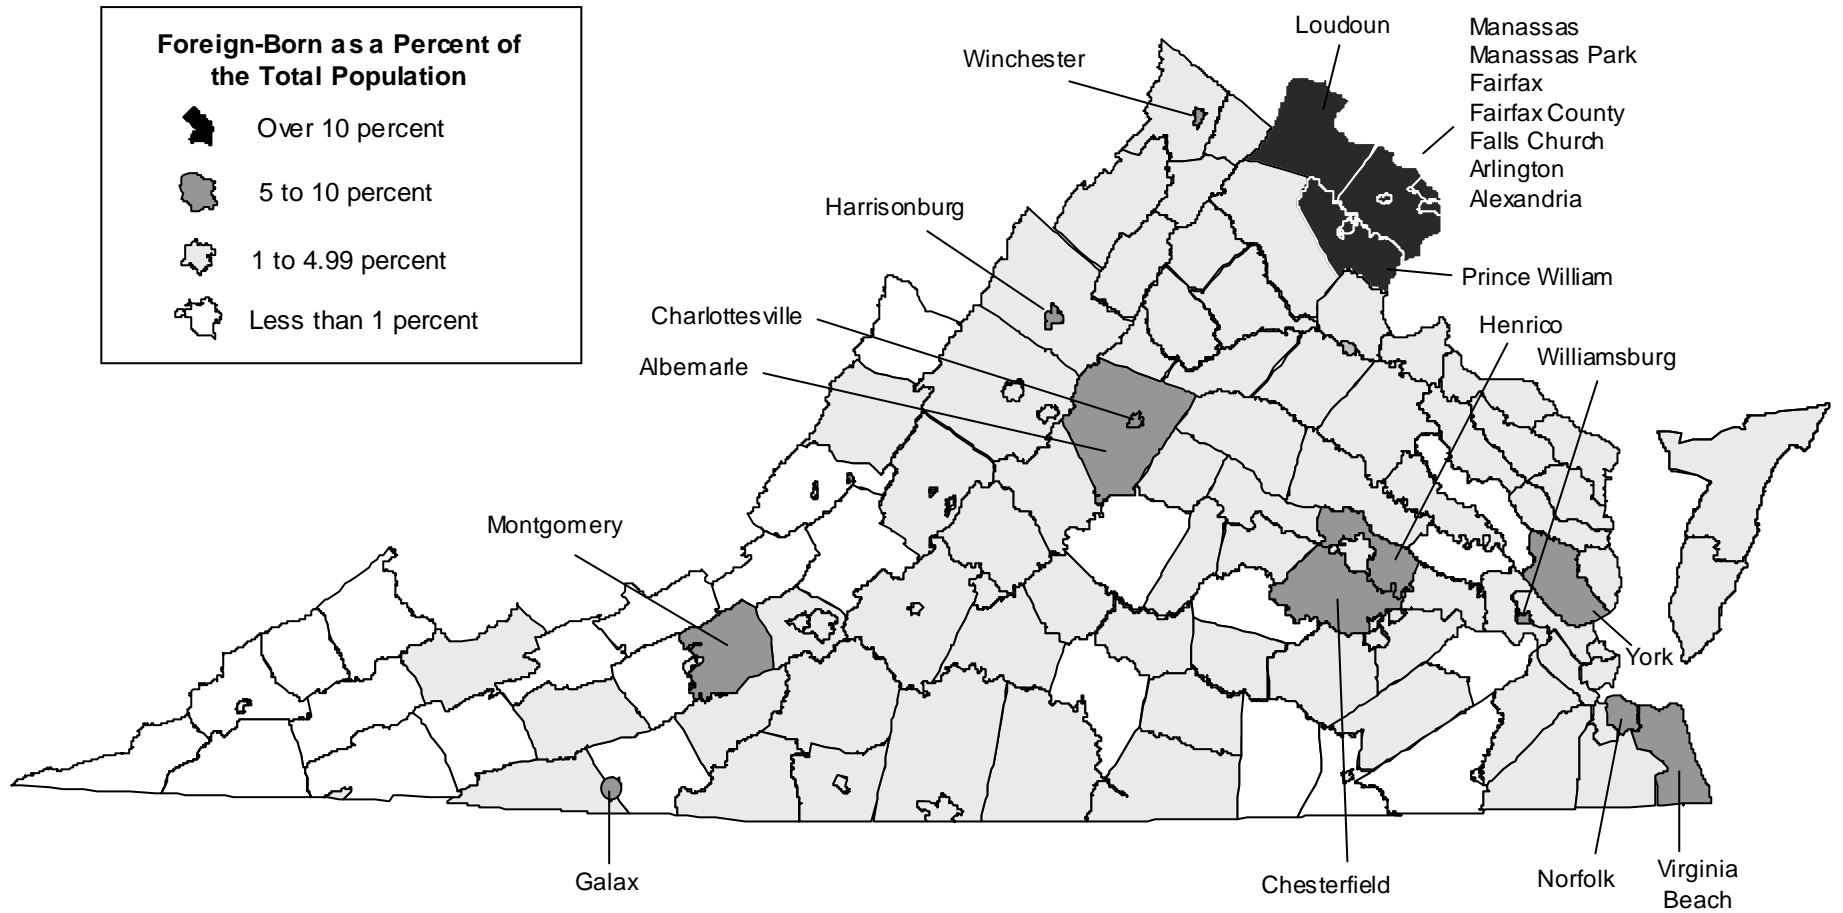 Foreign-Born as a Percent of
the Total Population
Over 10 percent
5 to 10 percent
1 to 4.99 percent
Less than 1 percent
Loudoun
Manassas
Manassas Park
Fairfax
Fairfax County
Falls Church
Arlington
Alexandria
Winchester
Harrisonburg
Prince William
Charlottesville
Henrico
Williamsburg
Albemarle
Montgomery
York
Galax
Chesterfield
Norfolk
Virginia
Beach